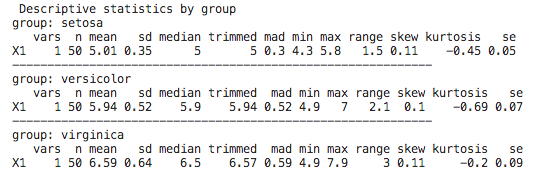 Descriptive statistics by group
group: setosa
   vars  n mean   sd median trimmed mad min max range skew kurtosis   se
X1    1 50 5.01 0.35      5       5 0.3 4.3 5.8   1.5 0.11    -0.45 0.05
------------------------------------------------------------
group: versicolor
   vars  n mean   sd median trimmed  mad min max range skew kurtosis   se
X1    1 50 5.94 0.52    5.9    5.94 0.52 4.9   7   2.1  0.1    -0.69 0.07
------------------------------------------------------------
group: virginica
   vars  n mean   sd median trimmed  mad min max range skew kurtosis   se
X1    1 50 6.59 0.64    6.5    6.57 0.59 4.9 7.9     3 0.11     -0.2 0.09